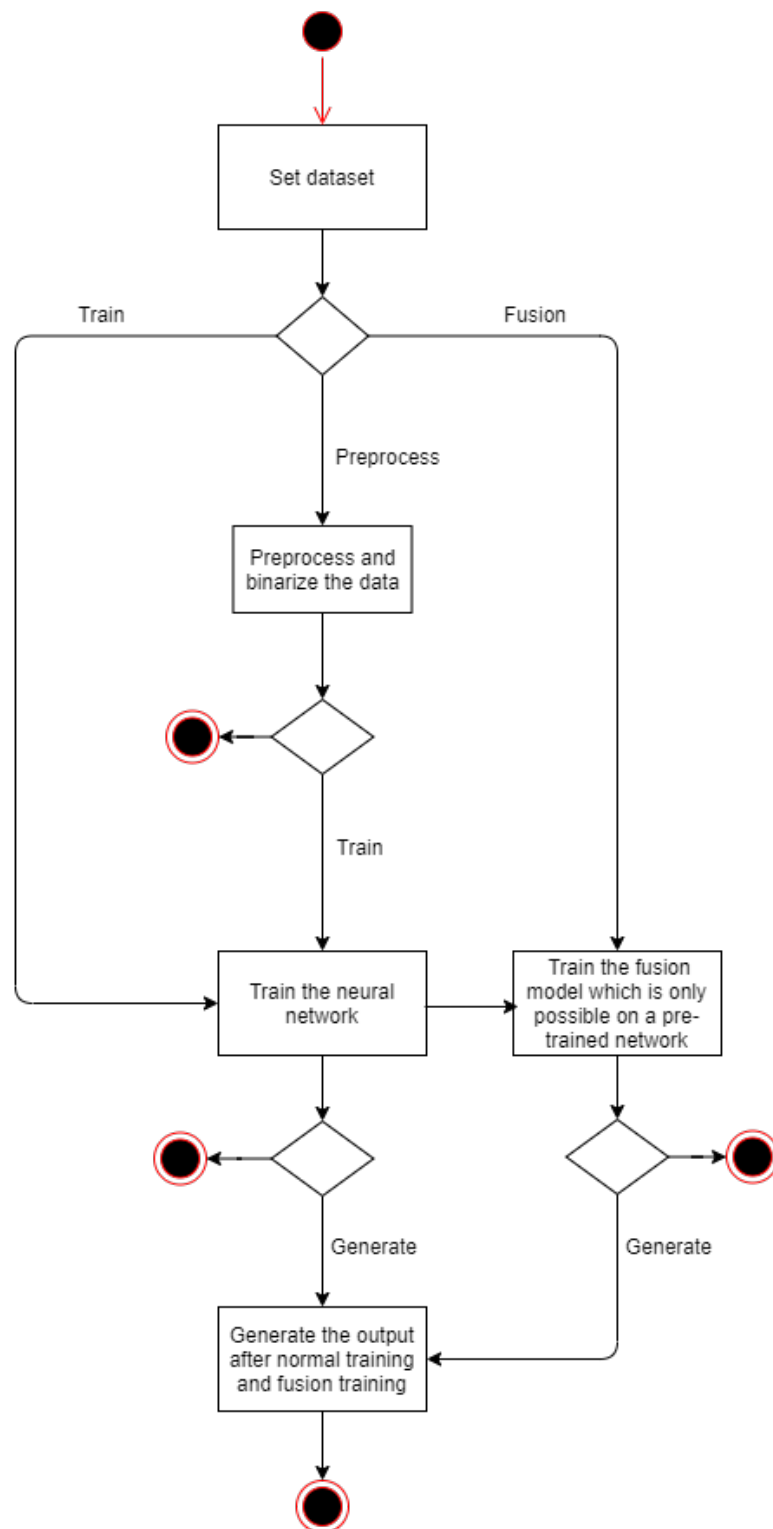 Set dataset
Train
Fusion
Preprocess
Preprocess and
binarize the data
Train
Train the neural
network
Train the fusion
model which is only
possible on a pre-
trained network
Generate
Generate
Generate the output
after normal training
and fusion training